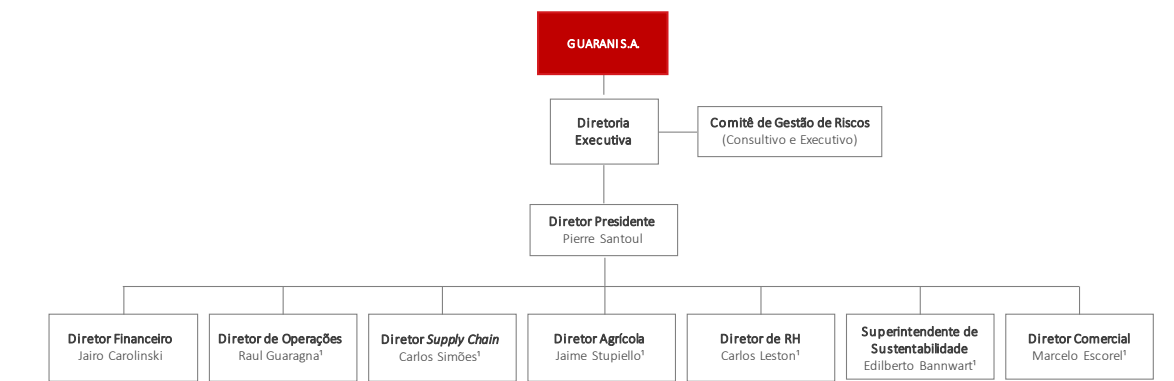 GUARANI S.A.
Diretoria
Executiva
Comitê de Gestão de Riscos
(Consultivo e Executivo)
Diretor Presidente
Pierre Santoul
Diretor Financeiro
Jairo Carolinski
Diretor de Operações
Raul Guaragna¹
Diretor Supply Chain
Carlos Simões¹
Diretor Agrícola
Jaime Stupiello¹
Diretor de RH
Carlos Leston¹
Superintendente de
Sustentabilidade
Edilberto Bannwart¹
Diretor Comercial
Marcelo Escorel¹